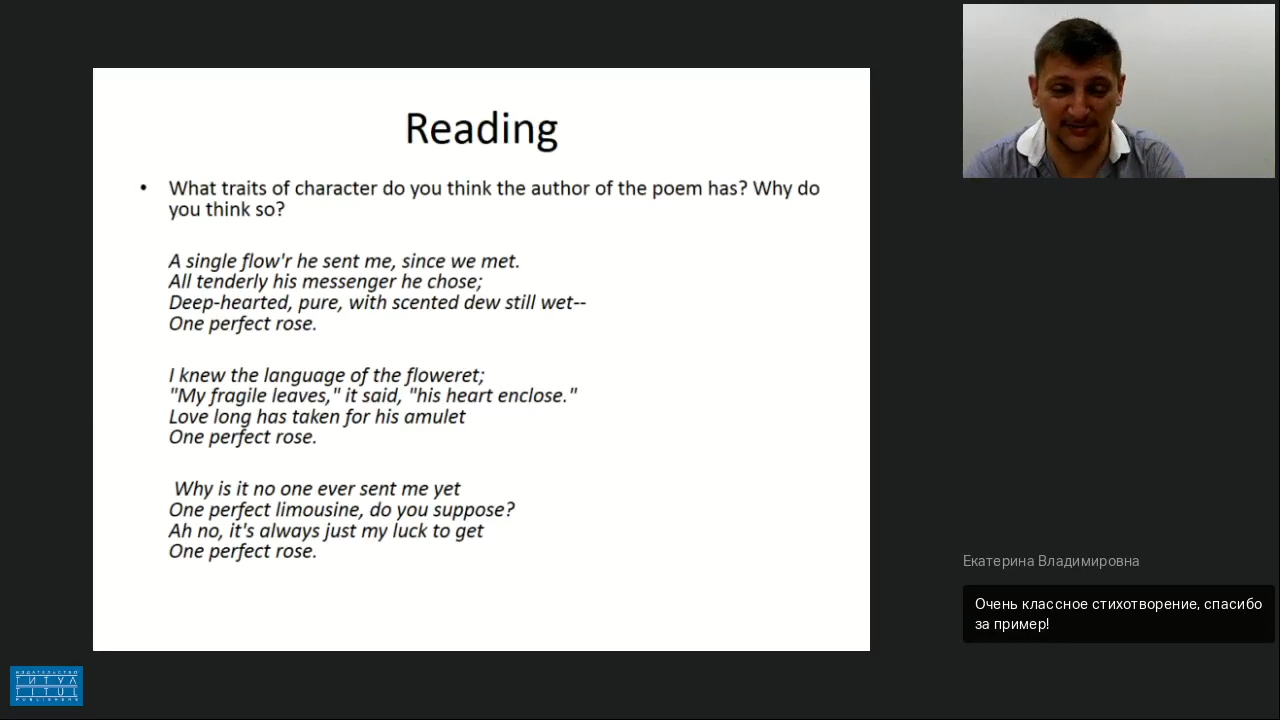 Reading
• What traits of character do you think the author of the poem has? Why do
you think so?
A single flow'r he sent me, since we met.
All tenderly his messenger he chose;
Deep-hearted, pure, with scented dew still wet--
One perfect rose.
I knew the language of the floweret;
"My fragile leaves," it said, "his heart enclose."
Love long has taken for his amulet
One perfect rose.
Why is it no one ever sent me yet
One perfect limousine, do you suppose?
Ah no, it's always just my luck to get
One perfect rose.
Екатерина Владимировна
Очень классное стихотворение, спасибо
за пример!
ИЗДАТЕЛЬСТВО
ТИТУЛ
TITUL
PUBLISHERS